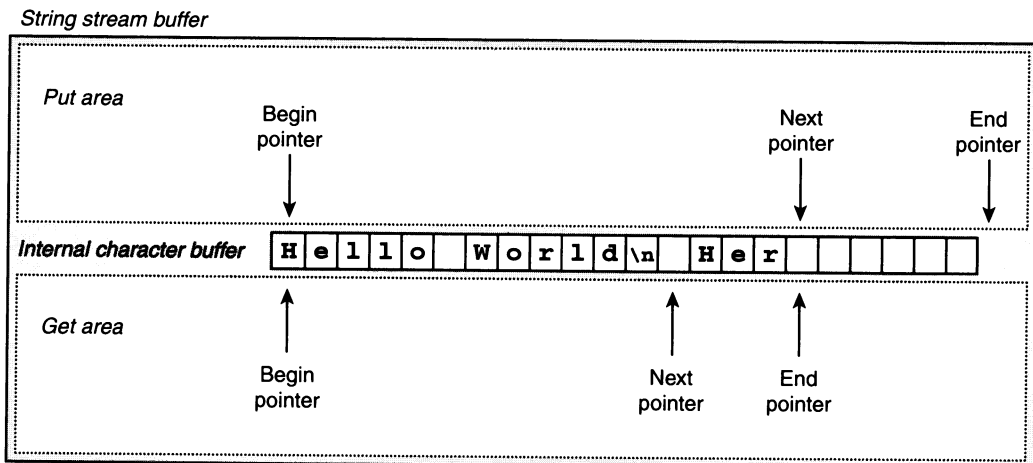 String stream buffer
Put area
Begin
pointer
Next
pointer
End
pointer
Internal character buffer H e l l o W o r l d \n H e r
Get area
Begin
pointer
Next
pointer
End
pointer